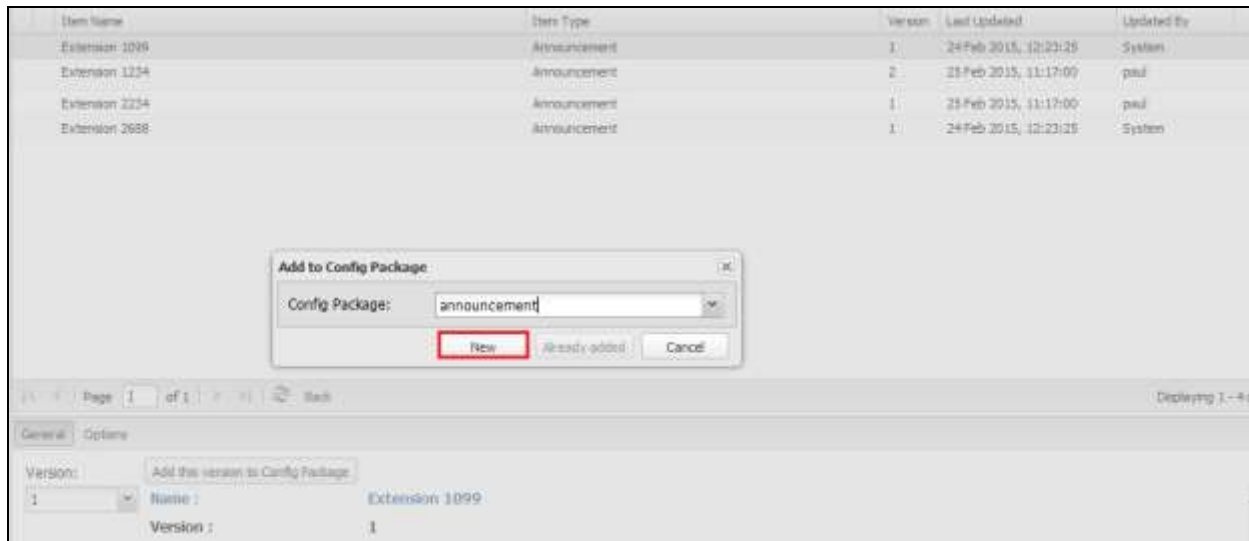 Item Name Item Type Version Last Updated Updated By
Extension 1099 Announcement 1 24 Feb 2015, 12:23:25 System
Extension 1234 Announcement 2 25 Feb 2015, 11:17:00 paul
Extension 2234 Announcement 1 25 Feb 2015, 11:17:00 paul
Extension 2688 Announcement 1 24 Feb 2015, 12:23:25 System
Add to Config Package
Config Package: announcement
New Already added Cancel
Page 1 of 1 Back Displaying 1 - 4
General Options
Version: Add this version to Config Package
1 Name : Extension 1099
Version : 1